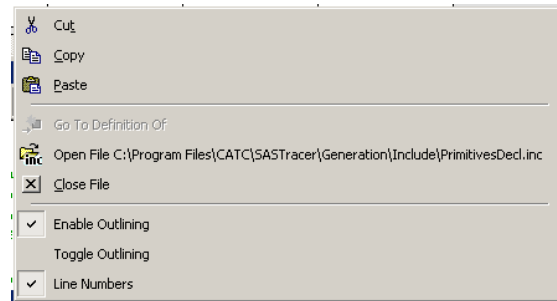 Cut
Copy
Paste
Go To Definition Of
inc Open File C:\Program Files\CATC\SASTracer\Generation\Include\PrimitivesDecl.inc
Close File
Enable Outlining
Toggle Outlining
Line Numbers